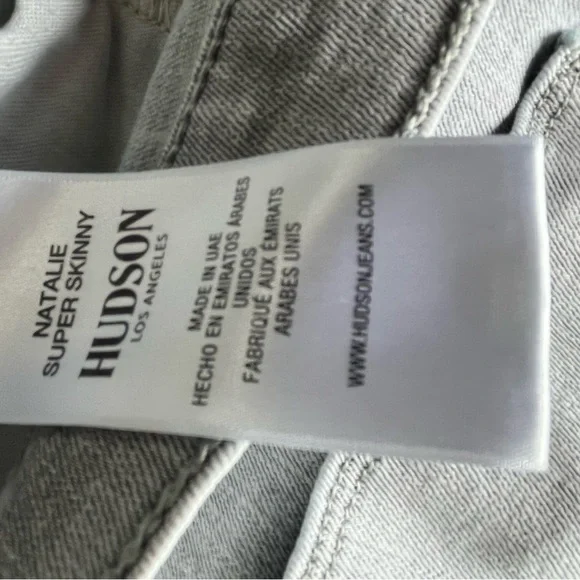 NATALIE
SUPER SKINNY
HUDSON
LOS ANGELES
MADE IN UAE
HECHO EN EMIRATOS ÁRABES
UNIDOS
FABRIQUÉ AUX ÉMIRATS
ARABES UNIS
WWW.HUDSONJEANS.COM